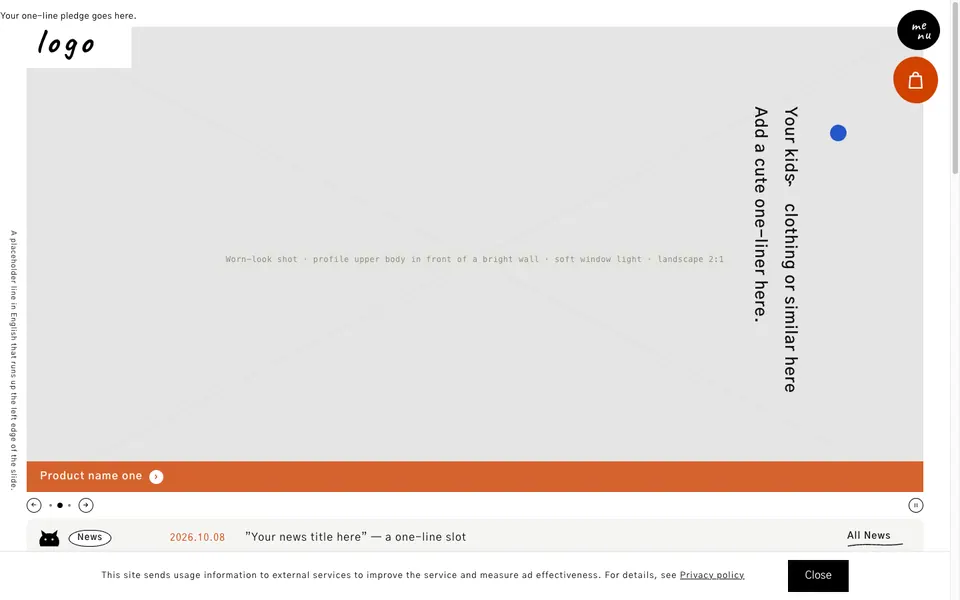 Your one-line pledge goes here.
logo
me
nu
Your kids' clothing or similar here
Add a cute one-liner here.
Worn-look shot · profile upper body in front of a bright wall · soft window light · landscape 2:1
A placeholder line in English that runs up the left edge of the slide.
Product name one
News
2026.10.08
"Your news title here" — a one-line slot
All News
This site sends usage information to external services to improve the service and measure ad effectiveness. For details, see Privacy policy
Close